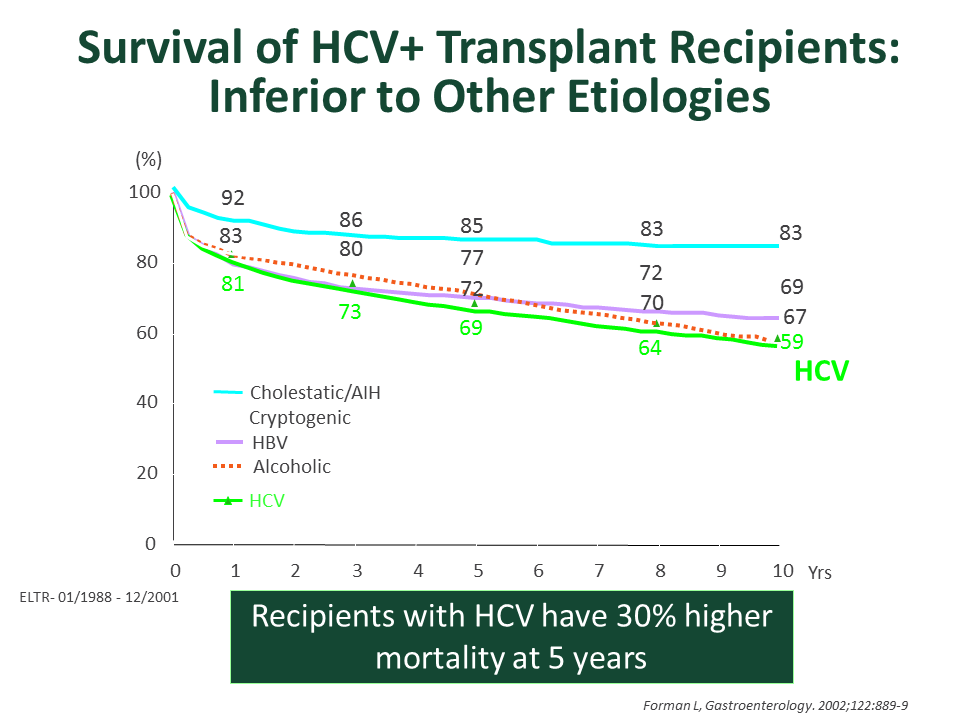 Survival of HCV+ Transplant Recipients:
Inferior to Other Etiologies
(%)
100
80
60
40
20
0
92
86
85
83
83
83
80
77
72
69
72
70
67
81
73
69
64
59
HCV
Cholestatic/AIH
Cryptogenic
HBV
Alcoholic
HCV
0 1 2 3 4 5 6 7 8 9 10 Yrs
ELTR- 01/1988 - 12/2001
Recipients with HCV have 30% higher
mortality at 5 years
Forman L, Gastroenterology. 2002;122:889-9